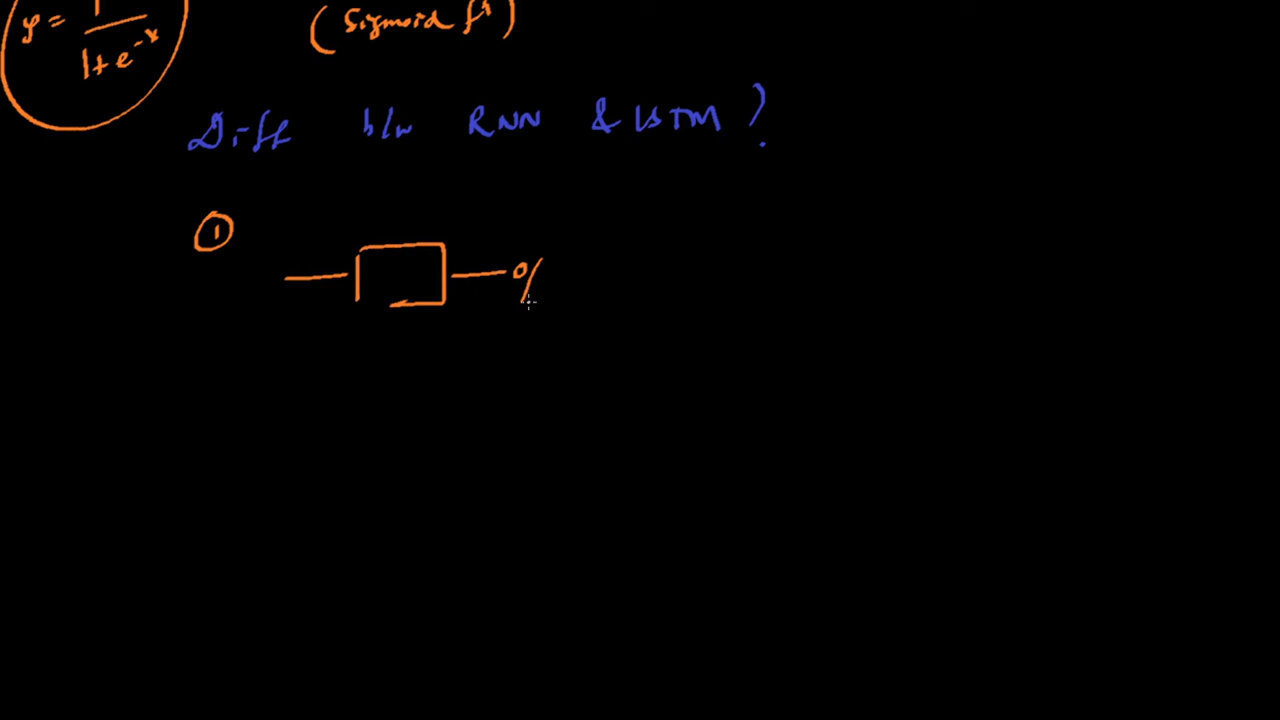 y = 1 / 1+e^-x (Sigmoid fn)
Diff b/w RNN & LSTM ?
①
o/